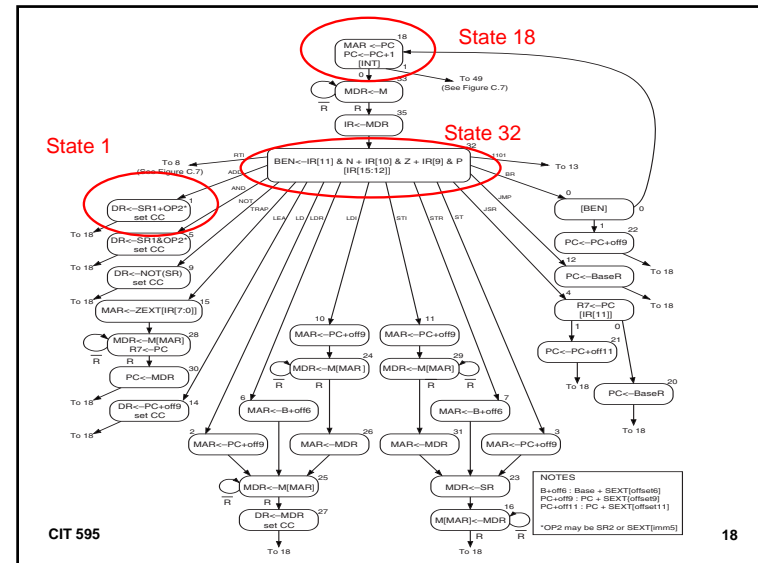 State 18
18
MAR <–PC
PC<–PC+1
[INT]
0
1
To 49
(See Figure C.7)
33
MDR<–M
R
R
35
IR<–MDR
State 1
State 32
32
BEN<–IR[11] & N + IR[10] & Z + IR[9] & P
[IR[15:12]]
RTI
To 8
(See Figure C.7)
1101
To 13
ADD
AND
NOT
TRAP
LEA
LD
LDR
LDI
STI
STR
ST
JSR
JMP
BR
1
DR<–SR1+OP2*
set CC
To 18
5
DR<–SR1&OP2*
set CC
To 18
9
DR<–NOT(SR)
set CC
To 18
15
MAR<–ZEXT[IR[7:0]]
28
MDR<–M[MAR]
R7<–PC
R
R
30
PC<–MDR
To 18
14
DR<–PC+off9
set CC
To 18
0
[BEN]
0
1
22
PC<–PC+off9
To 18
12
PC<–BaseR
To 18
4
R7<–PC
[IR[11]]
1
0
21
PC<–PC+off11
To 18
20
PC<–BaseR
To 18
10
MAR<–PC+off9
24
MDR<–M[MAR]
R
R
26
MAR<–MDR
11
MAR<–PC+off9
29
MDR<–M[MAR]
R
R
31
MAR<–MDR
6
MAR<–B+off6
2
MAR<–PC+off9
25
MDR<–M[MAR]
R
R
27
DR<–MDR
set CC
To 18
7
MAR<–B+off6
3
MAR<–PC+off9
23
MDR<–SR
16
M[MAR]<–MDR
R
R
To 18
NOTES
B+off6 : Base + SEXT[offset6]
PC+off9 : PC + SEXT[offset9]
PC+off11 : PC + SEXT[offset11]
*OP2 may be SR2 or SEXT[imm5]
CIT 595
18